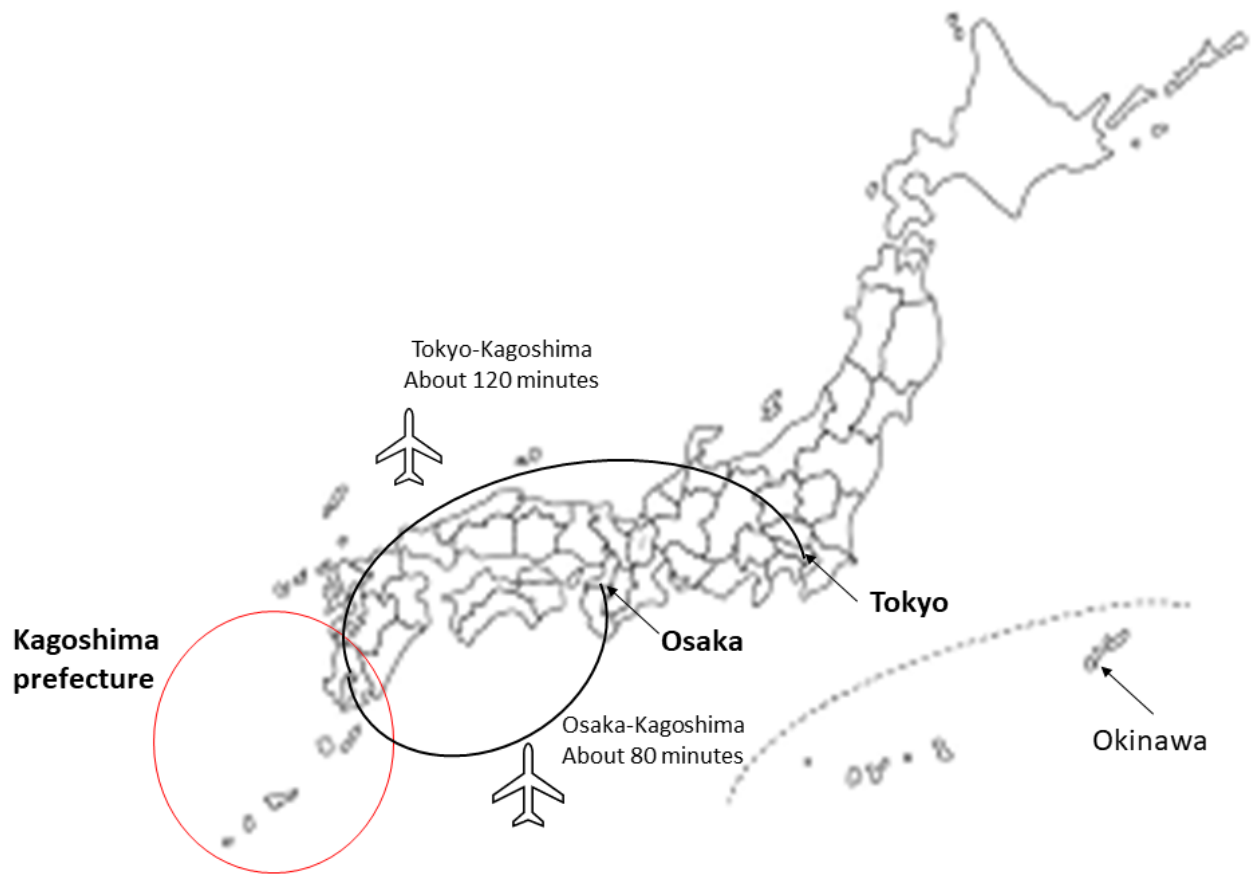 Tokyo-Kagoshima
About 120 minutes
Tokyo
Kagoshima
prefecture
Osaka
Osaka-Kagoshima
About 80 minutes
Okinawa